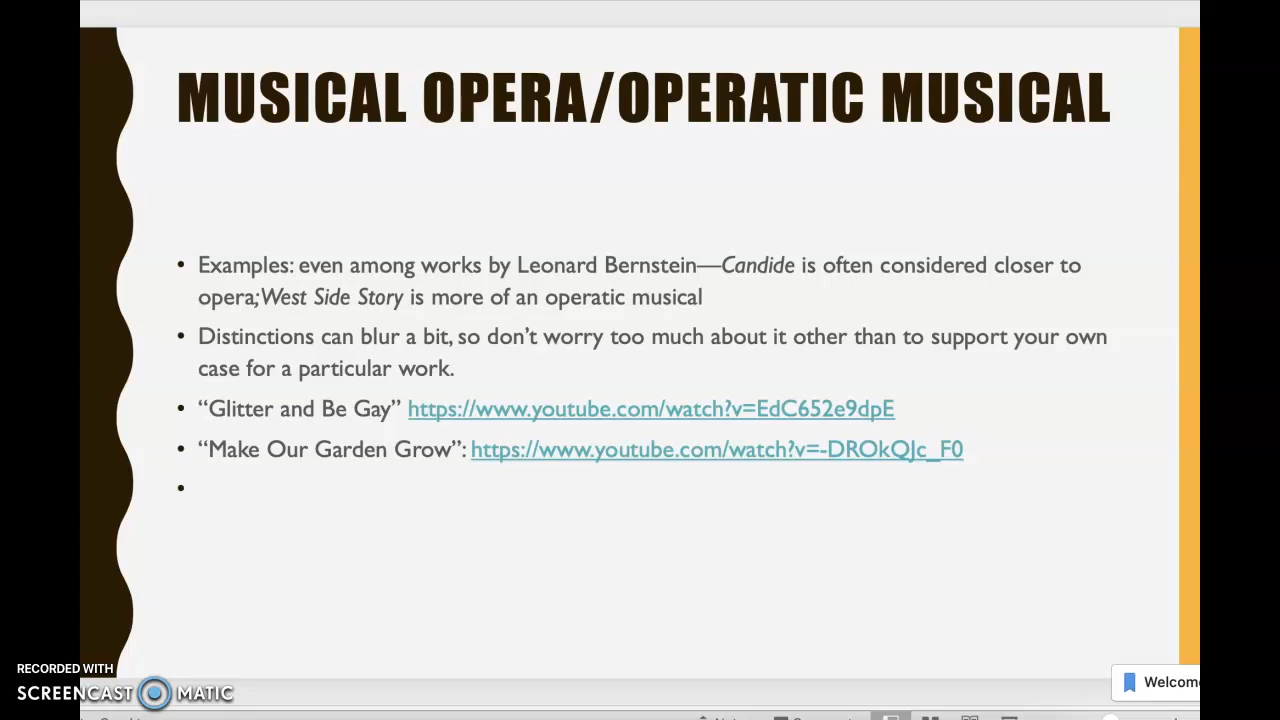 MUSICAL OPERA/OPERATIC MUSICAL
• Examples: even among works by Leonard Bernstein—Candide is often considered closer to
opera; West Side Story is more of an operatic musical
• Distinctions can blur a bit, so don’t worry too much about it other than to support your own
case for a particular work.
• “Glitter and Be Gay” https://www.youtube.com/watch?v=EdC652e9dpE
• “Make Our Garden Grow”: https://www.youtube.com/watch?v=-DROkQJc_F0
•
RECORDED WITH
SCREENCAST MATIC
Welcome